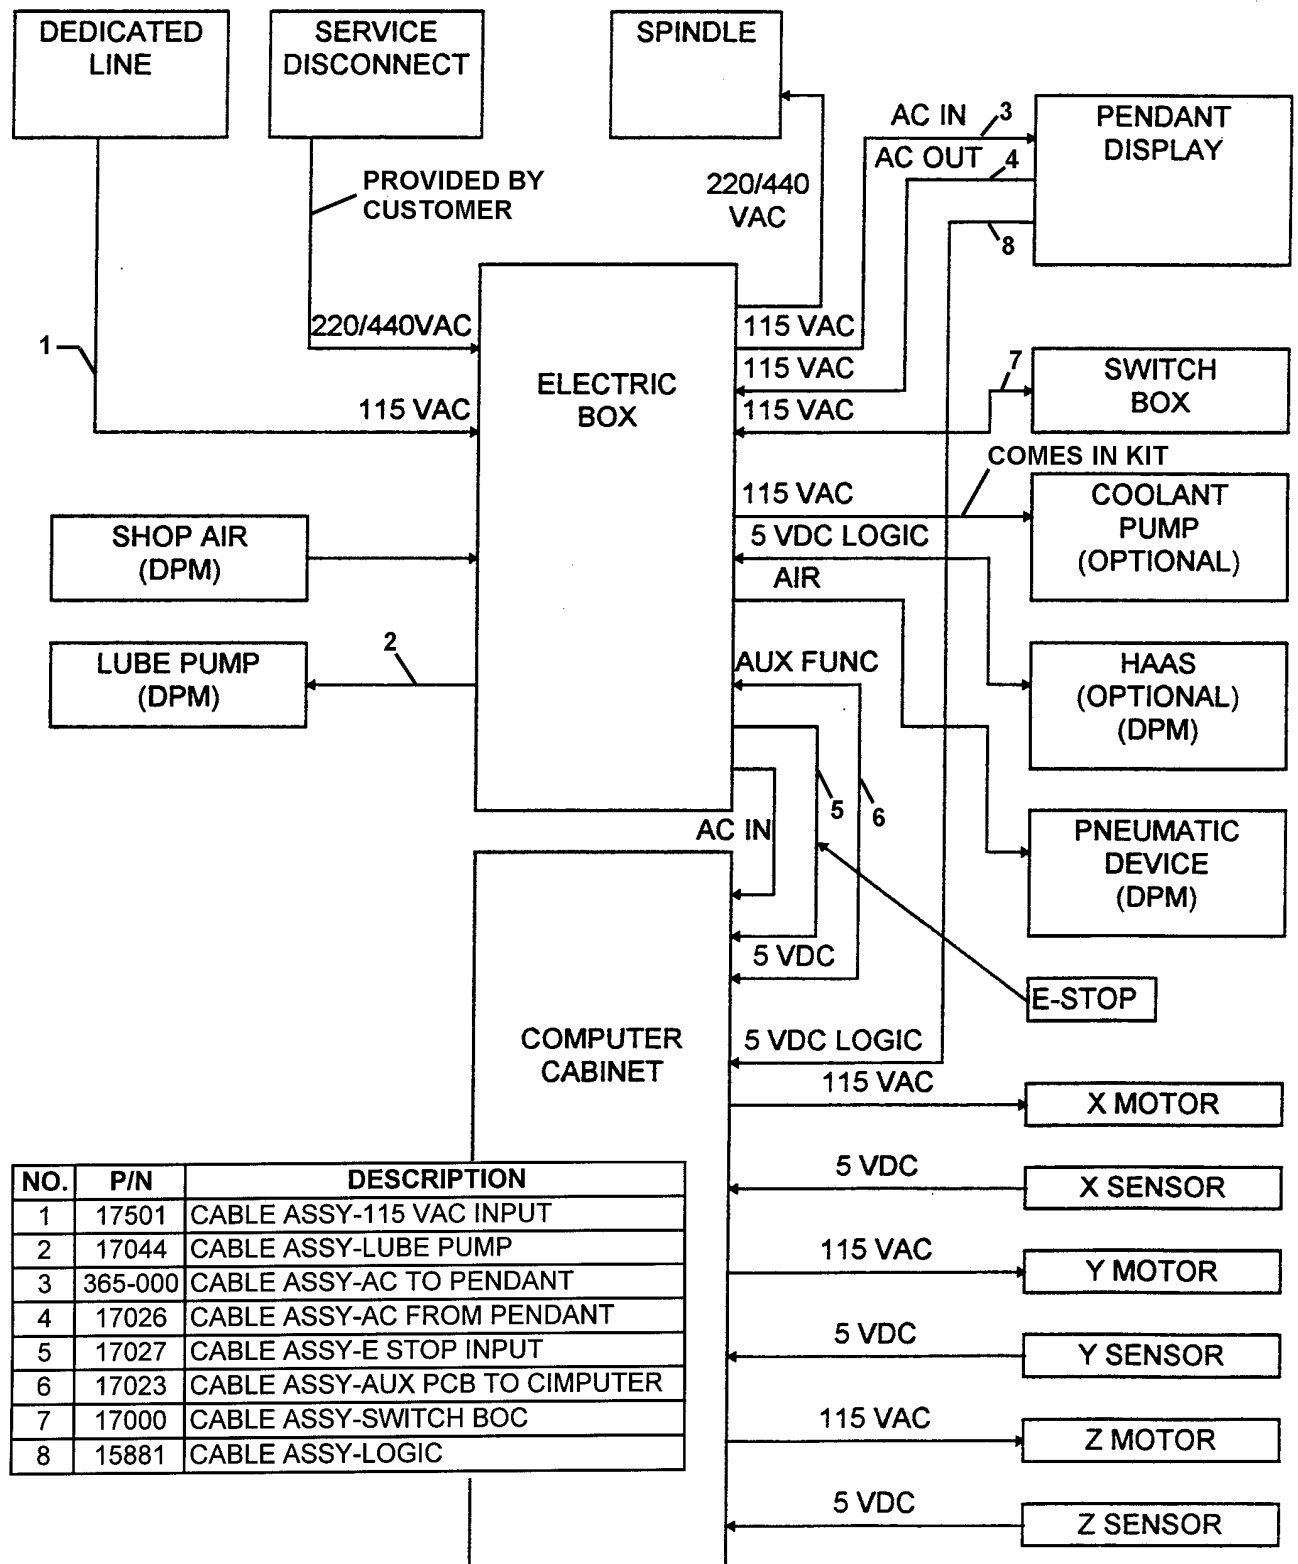 DEDICATED
LINE
SERVICE
DISCONNECT
SPINDLE
PENDANT
DISPLAY
AC IN
3
AC OUT
4
8
PROVIDED BY
CUSTOMER
220/440
VAC
220/440VAC
1
115 VAC
ELECTRIC
BOX
115 VAC
115 VAC
115 VAC
7
SWITCH
BOX
COMES IN KIT
115 VAC
COOLANT
PUMP
(OPTIONAL)
5 VDC LOGIC
AIR
SHOP AIR
(DPM)
2
LUBE PUMP
(DPM)
AUX FUNC
HAAS
(OPTIONAL)
(DPM)
5
6
AC IN
PNEUMATIC
DEVICE
(DPM)
5 VDC
E-STOP
COMPUTER
CABINET
5 VDC LOGIC
115 VAC
X MOTOR
5 VDC
X SENSOR
115 VAC
Y MOTOR
5 VDC
Y SENSOR
115 VAC
Z MOTOR
5 VDC
Z SENSOR
NO. P/N DESCRIPTION
1 17501 CABLE ASSY-115 VAC INPUT
2 17044 CABLE ASSY-LUBE PUMP
3 365-000 CABLE ASSY-AC TO PENDANT
4 17026 CABLE ASSY-AC FROM PENDANT
5 17027 CABLE ASSY-E STOP INPUT
6 17023 CABLE ASSY-AUX PCB TO CIMPUTER
7 17000 CABLE ASSY-SWITCH BOC
8 15881 CABLE ASSY-LOGIC